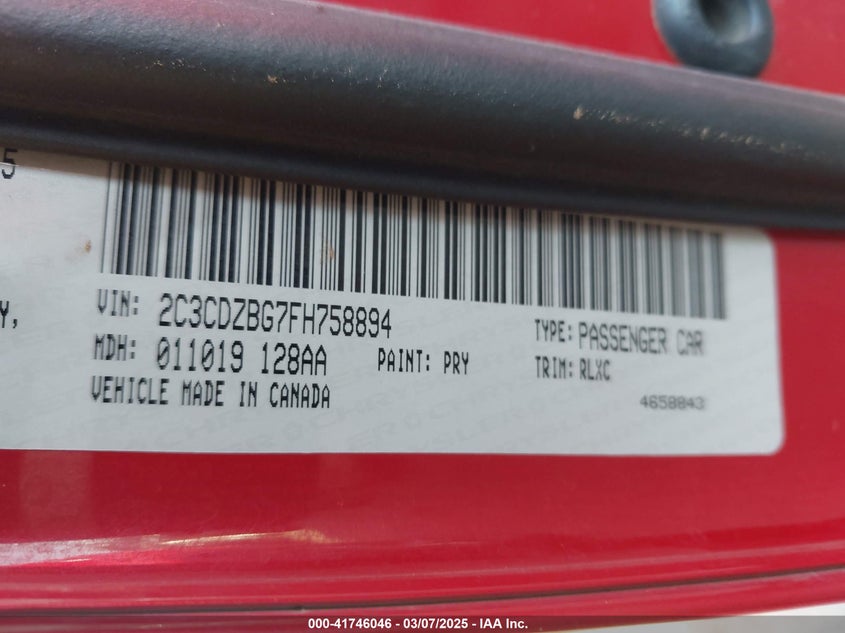 5
Y,
VIN: 2C3CDZBG7FH758894
TYPE: PASSENGER CAR
MDH: 011019 128AA
PAINT: PRY
TRIM: RLXC
VEHICLE MADE IN CANADA
4658843
000-41746046 - 03/07/2025 - IAA Inc.